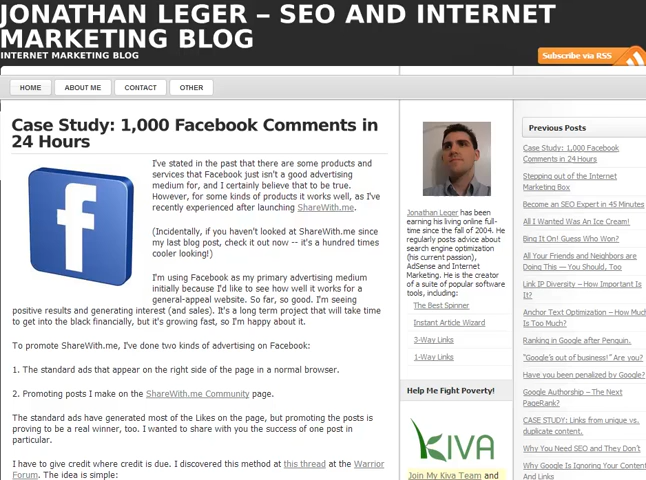 JONATHAN LEGER – SEO AND INTERNET
MARKETING BLOG
INTERNET MARKETING BLOG
Subscribe via RSS
HOME
ABOUT ME
CONTACT
OTHER
Case Study: 1,000 Facebook Comments in
24 Hours
I've stated in the past that there are some products and
services that Facebook just isn't a good advertising
medium for, and I certainly believe that to be true.
However, for some kinds of products it works well, as I've
recently experienced after launching ShareWith.me.
(Incidentally, if you haven't looked at ShareWith.me since
my last blog post, check it out now -- it's a hundred times
cooler looking!)
I'm using Facebook as my primary advertising medium
initially because I'd like to see how well it works for a
general-appeal website. So far, so good. I'm seeing
positive results and generating interest (and sales). It's a long term project that will take time
to get into the black financially, but it's growing fast, so I'm happy about it.
To promote ShareWith.me, I've done two kinds of advertising on Facebook:
1. The standard ads that appear on the right side of the page in a normal browser.
2. Promoting posts I make on the ShareWith.me Community page.
The standard ads have generated most of the Likes on the page, but promoting the posts is
proving to be a real winner, too. I wanted to share with you the success of one post in
particular.
I have to give credit where credit is due. I discovered this method at this thread at the Warrior
Forum. The idea is simple:
Jonathan Leger has been
earning his living online full-
time since the fall of 2004. He
regularly posts advice about
search engine optimization
(his current passion),
AdSense and Internet
Marketing. He is the creator
of a suite of popular software
tools, including:
The Best Spinner
Instant Article Wizard
3-Way Links
1-Way Links
Help Me Fight Poverty!
KIVA
Join My Kiva Team and
Previous Posts
Case Study: 1,000 Facebook
Comments in 24 Hours
Stepping out of the Internet
Marketing Box
Become an SEO Expert in 45 Minutes
All I Wanted Was An Ice Cream!
Bing It On! Guess Who Won?
All Your Friends and Neighbors are
Doing This — You Should, Too
Link IP Diversity – How Important Is
It?
Anchor Text Optimization – How Much
Is Too Much?
Ranking in Google after Penguin.
"Google's out of business!" Are you?
Have you been penalized by Google?
Google Authorship – The Next
PageRank?
CASE STUDY: Links from unique vs.
duplicate content.
Why You Need SEO and They Don't
Why Google Is Ignoring Your Content
And Links